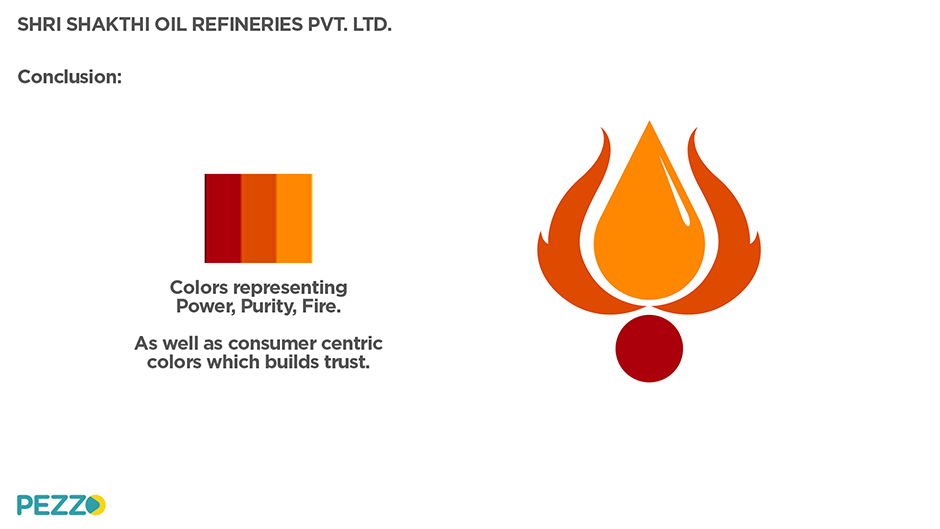 SHRI SHAKTHI OIL REFINERIES PVT. LTD.
Conclusion:
Colors representing
Power, Purity, Fire.
As well as consumer centric
colors which builds trust.
PEZZO